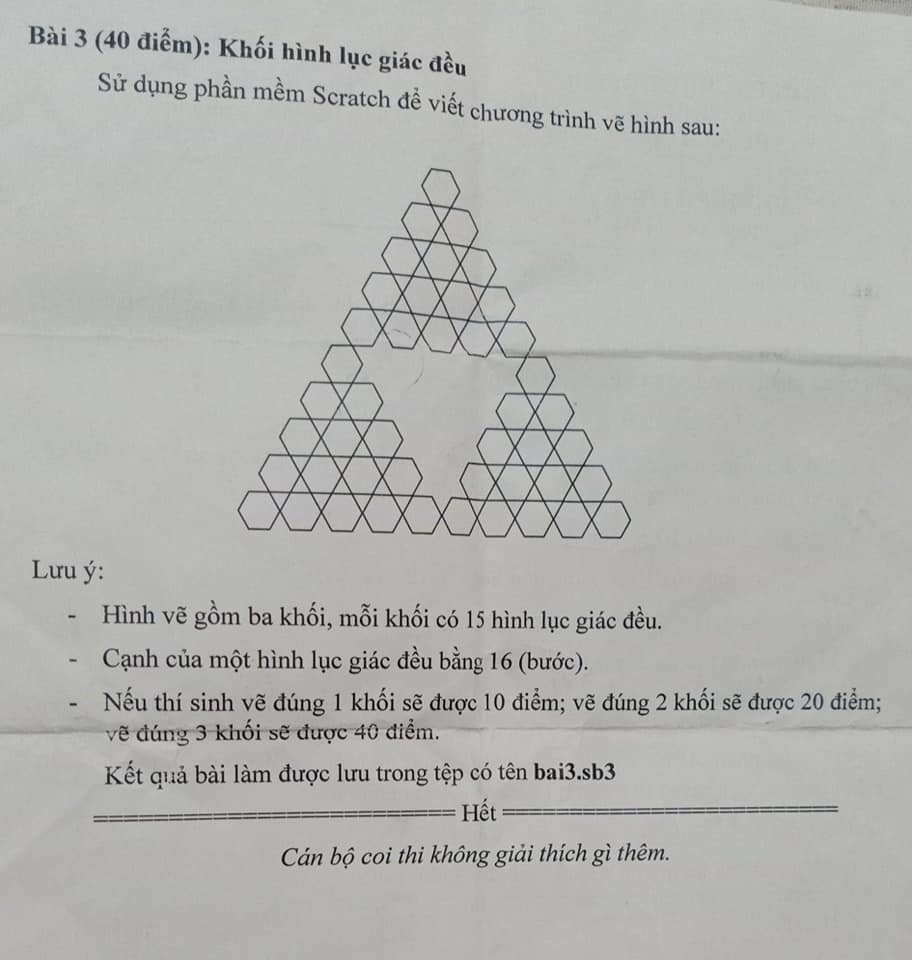 Bài 3 (40 điểm): Khối hình lục giác đều
Sử dụng phần mềm Scratch để viết chương trình vẽ hình sau:
Lưu ý:
- Hình vẽ gồm ba khối, mỗi khối có 15 hình lục giác đều.
- Cạnh của một hình lục giác đều bằng 16 (bước).
- Nếu thí sinh vẽ đúng 1 khối sẽ được 10 điểm; vẽ đúng 2 khối sẽ được 20 điểm;
vẽ đúng 3 khối sẽ được 40 điểm.
Kết quả bài làm được lưu trong tệp có tên bai3.sb3
======================== Hết ========================
Cán bộ coi thi không giải thích gì thêm.